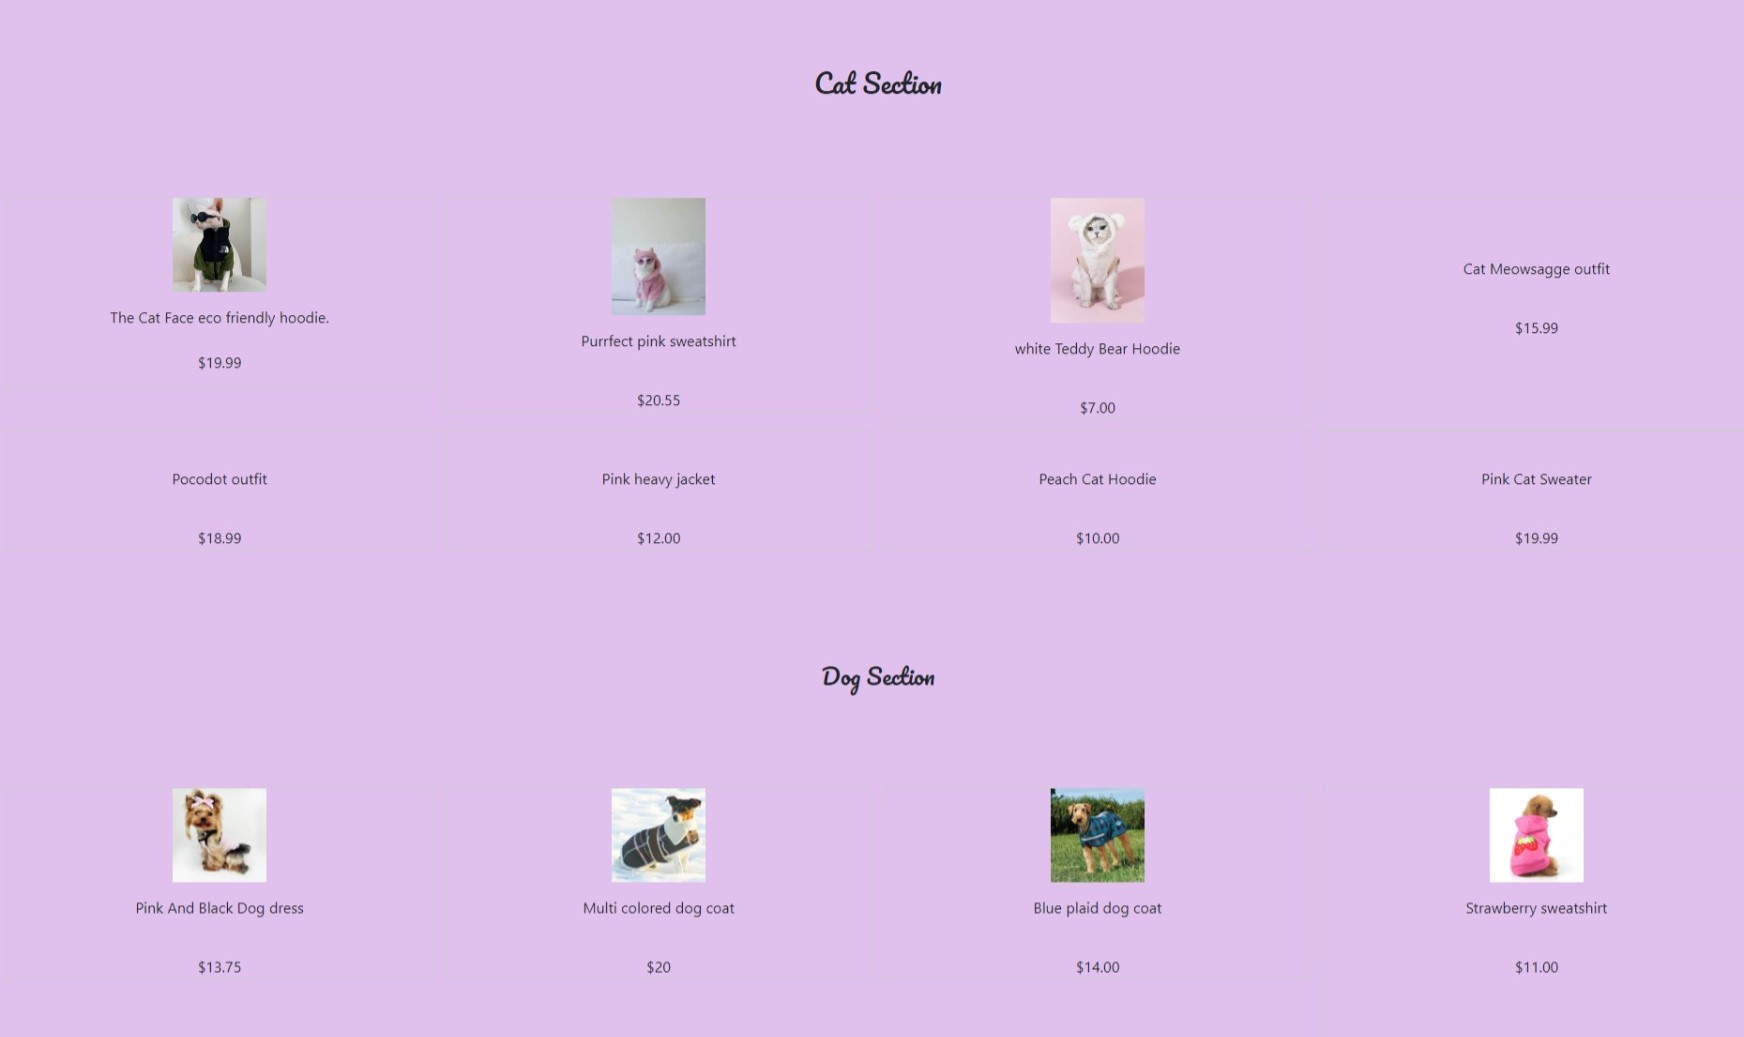 Cat Section
The Cat Face eco friendly hoodie.
$19.99
Purrfect pink sweatshirt
$20.55
white Teddy Bear Hoodie
$7.00
Cat Meowsagge outfit
$15.99
Pocodot outfit
$18.99
Pink heavy jacket
$12.00
Peach Cat Hoodie
$10.00
Pink Cat Sweater
$19.99
Dog Section
Pink And Black Dog dress
$13.75
Multi colored dog coat
$20
Blue plaid dog coat
$14.00
Strawberry sweatshirt
$11.00